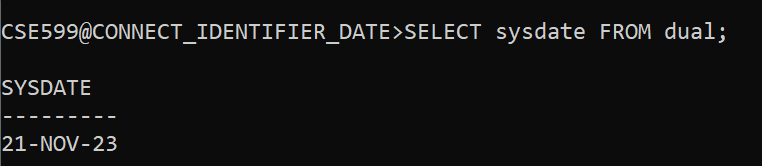 CSE599@CONNECT_IDENTIFIER_DATE>SELECT sysdate FROM dual;
SYSDATE
---------
21-NOV-23